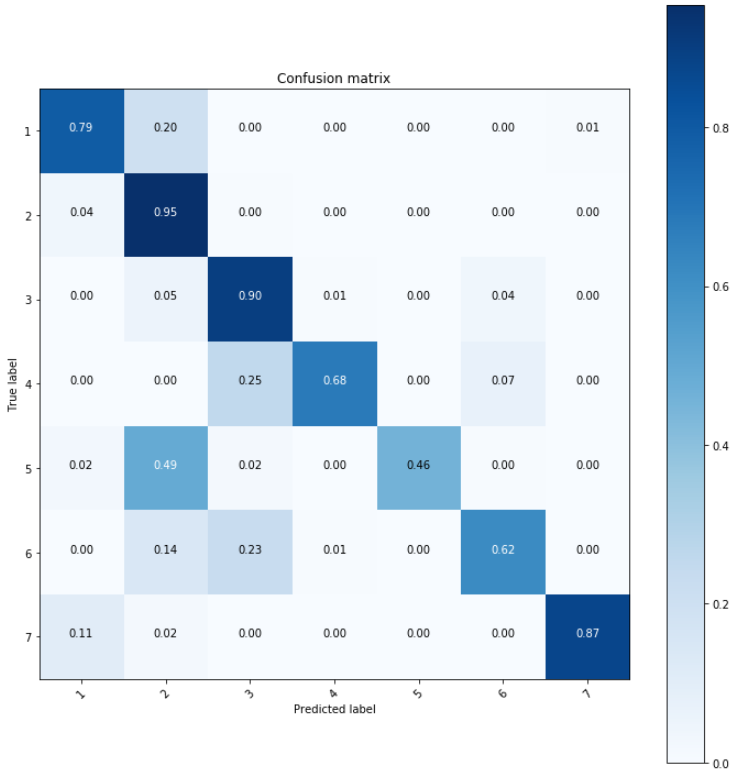 Confusion matrix
True label
1 0.79 0.20 0.00 0.00 0.00 0.00 0.01
2 0.04 0.95 0.00 0.00 0.00 0.00 0.00
3 0.00 0.05 0.90 0.01 0.00 0.04 0.00
4 0.00 0.00 0.25 0.68 0.00 0.07 0.00
5 0.02 0.49 0.02 0.00 0.46 0.00 0.00
6 0.00 0.14 0.23 0.01 0.00 0.62 0.00
7 0.11 0.02 0.00 0.00 0.00 0.00 0.87
1 2 3 4 5 6 7
Predicted label
0.8
0.6
0.4
0.2
0.0